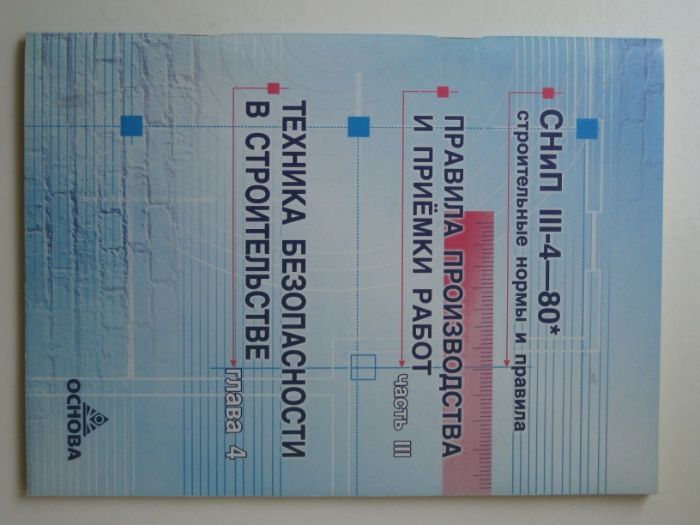 СНиП III-4—80*
строительные нормы и правила
ПРАВИЛА ПРОИЗВОДСТВА
И ПРИЁМКИ РАБОТ
часть III
ТЕХНИКА БЕЗОПАСНОСТИ
В СТРОИТЕЛЬСТВЕ
глава 4
ОСНОВА